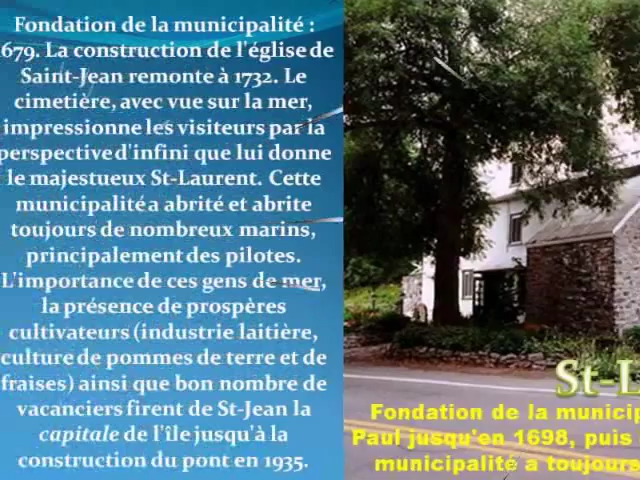 Fondation de la municipalité :
1679. La construction de l'église de
Saint-Jean remonte à 1732. Le
cimetière, avec vue sur la mer,
impressionne les visiteurs par la
perspective d'infini que lui donne
le majestueux St-Laurent. Cette
municipalité a abrité et abrite
toujours de nombreux marins,
principalement des pilotes.
L'importance de ces gens de mer,
la présence de prospères
cultivateurs (industrie laitière,
culture de pommes de terre et de
fraises) ainsi que bon nombre de
vacanciers firent de St-Jean la
capitale de l'île jusqu'à la
construction du pont en 1935.
St-L
Fondation de la municip
Paul jusqu'en 1698, puis
municipalité a toujours